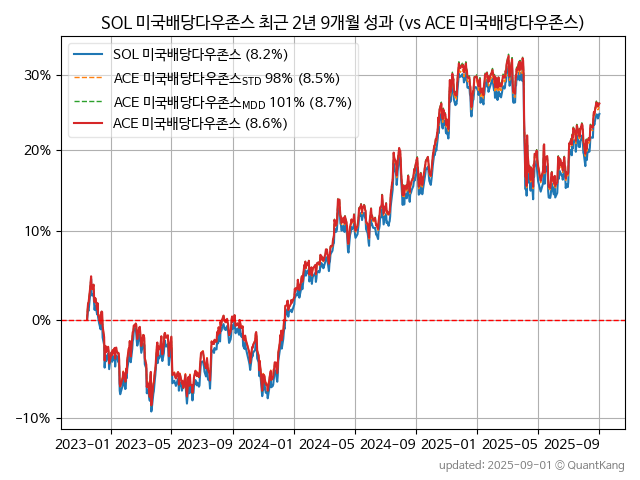 SOL 미국배당다우존스 최근 2년 9개월 성과 (vs ACE 미국배당다우존스)
SOL 미국배당다우존스 (8.2%)
ACE 미국배당다우존스STD 98% (8.5%)
ACE 미국배당다우존스MDD 101% (8.7%)
ACE 미국배당다우존스 (8.6%)
30%
20%
10%
0%
−10%
2023-01 2023-05 2023-09 2024-01 2024-05 2024-09 2025-01 2025-05 2025-09
updated: 2025-09-01 © QuantKang